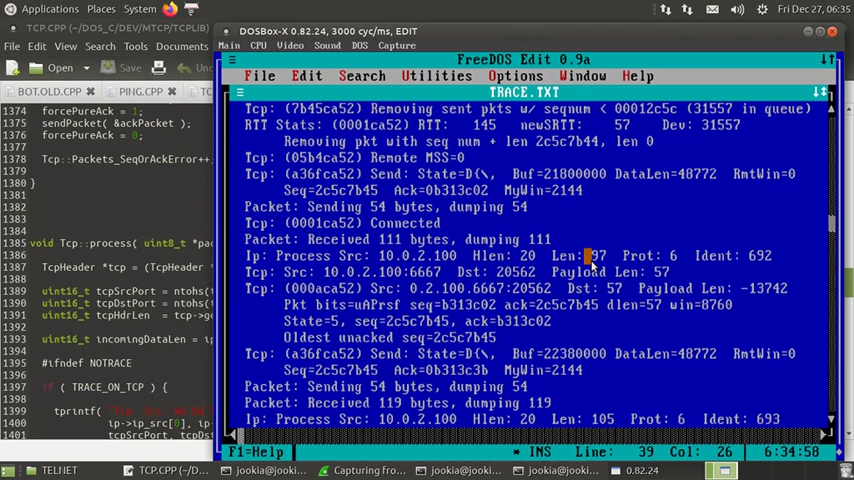 Applications Places System Fri Dec 27, 06:35
TCP.CPP (~/DOS_C/DEV/MTCP/TCPLIB)
File Edit View Search Tools Documents
Open Save Undo
BOT.OLD.CPP PING.CPP
1374 forcePureAck = 1;
1375 sendPacket( &ackPacket );
1376 forcePureAck = 0;
1377
1378 Tcp::Packets_SeqOrAckError++
1379
1380 }
1381
1382
1383
1384
1385 void Tcp::process( uint8_t *pac
1386
1387 TcpHeader *tcp = (TcpHeader
1388
1389 uint16_t tcpSrcPort = ntohs(
1390 uint16_t tcpDstPort = ntohs(
1391 uint16_t tcpHdrLen = tcp->ge
1392
1393 uint16_t incomingDataLen = ip
1394
1395 #ifndef NOTRACE
1396
1397 if ( TRACE_ON_TCP ) {
1398
1399 tprintf(
1400 ip->ip_src[0],
1401 tcpSrcPort, tcpDst
DOSBox-X 0.82.24, 3000 cyc/ms, EDIT
Main CPU Video Sound DOS Capture
FreeDOS Edit 0.9a
File Edit Search Utilities Options Window Help
TRACE.TXT
Tcp: (7b45ca52) Removing sent pkts w/ seqnum < 00012c5c (31557 in queue)
RTT Stats: (0001ca52) RTT: 145 newSRTT: 57 Dev: 31557
Removing pkt with seq num + len 2c5c7b44, len 0
Tcp: (05b4ca52) Remote MSS=0
Tcp: (a36fca52) Send: State=D{\, Buf=21800000 DataLen=48772 RmtWin=0
Seq=2c5c7b45 Ack=0b313c02 MyWin=2144
Packet: Sending 54 bytes, dumping 54
Tcp: (0001ca52) Connected
Packet: Received 111 bytes, dumping 111
Ip: Process Src: 10.0.2.100 Hlen: 20 Len: 97 Prot: 6 Ident: 692
Tcp: Src: 10.0.2.100:6667 Dst: 20562 Payload Len: 57
Tcp: (000aca52) Src: 0.2.100.6667:20562 Dst: 57 Payload Len: -13742
Pkt bits=uAPrsf seq=b313c02 ack=2c5c7b45 dlen=57 win=8760
State=5, seq=2c5c7b45, ack=b313c02
Oldest unacked seq=2c5c7b45
Tcp: (a36fca52) Send: State=D{\, Buf=22380000 DataLen=48772 RmtWin=0
Seq=2c5c7b45 Ack=0b313c3b MyWin=2144
Packet: Sending 54 bytes, dumping 54
Packet: Received 119 bytes, dumping 119
Ip: Process Src: 10.0.2.100 Hlen: 20 Len: 105 Prot: 6 Ident: 693
F1=Help * INS Line: 39 Col: 26 6:34:58
TELNET TCP.CPP (~/D... jookia@jooki... Capturing fro... jookia@jooki... jookia@jooki... 0.82.24